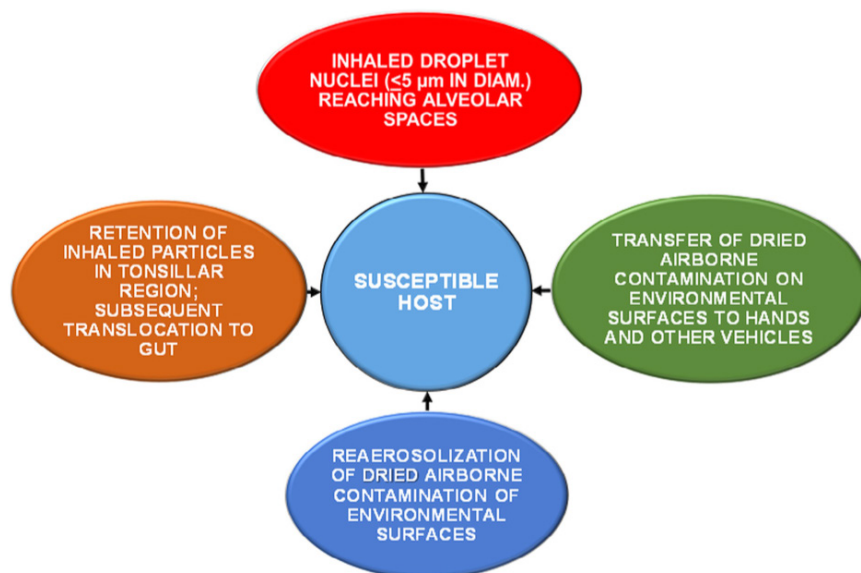 INHALED DROPLET
NUCLEI (≤5 µm IN DIAM.)
REACHING ALVEOLAR
SPACES
RETENTION OF
INHALED PARTICLES
IN TONSILLAR
REGION;
SUBSEQUENT
TRANSLOCATION TO
GUT
SUSCEPTIBLE
HOST
TRANSFER OF DRIED
AIRBORNE
CONTAMINATION ON
ENVIRONMENTAL
SURFACES TO HANDS
AND OTHER VEHICLES
REAEROSOLIZATION
OF DRIED AIRBORNE
CONTAMINATION OF
ENVIRONMENTAL
SURFACES